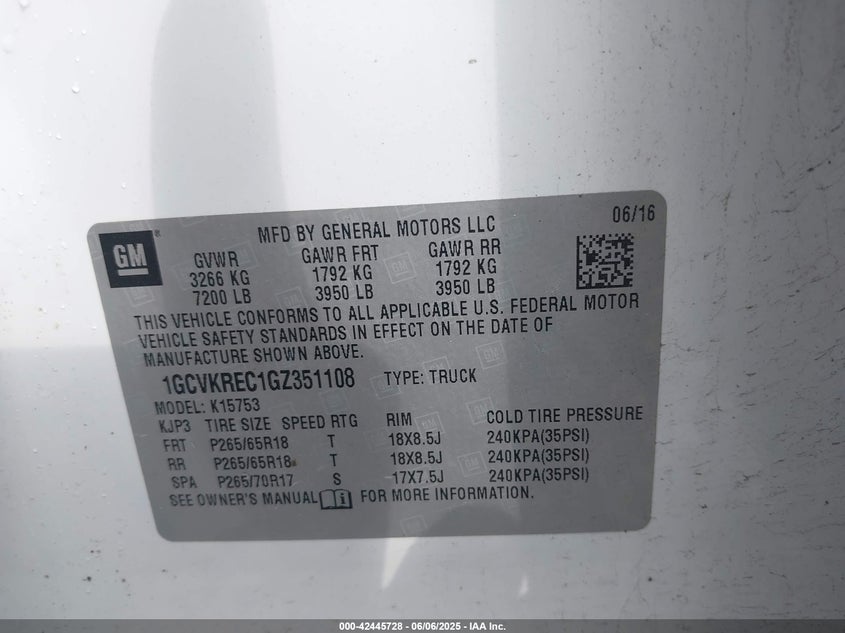 MFD BY GENERAL MOTORS LLC 06/16
GM®
GVWR GAWR FRT GAWR RR
3266 KG 1792 KG 1792 KG
7200 LB 3950 LB 3950 LB
THIS VEHICLE CONFORMS TO ALL APPLICABLE U.S. FEDERAL MOTOR
VEHICLE SAFETY STANDARDS IN EFFECT ON THE DATE OF
MANUFACTURE SHOWN ABOVE.
1GCVKREC1GZ351108 TYPE: TRUCK
MODEL: K15753
KJP3 TIRE SIZE SPEED RTG RIM COLD TIRE PRESSURE
FRT P265/65R18 T 18X8.5J 240KPA(35PSI)
RR P265/65R18 T 18X8.5J 240KPA(35PSI)
SPA P265/70R17 S 17X7.5J 240KPA(35PSI)
SEE OWNER'S MANUAL i FOR MORE INFORMATION.
000-42445728 - 06/06/2025 - IAA Inc.